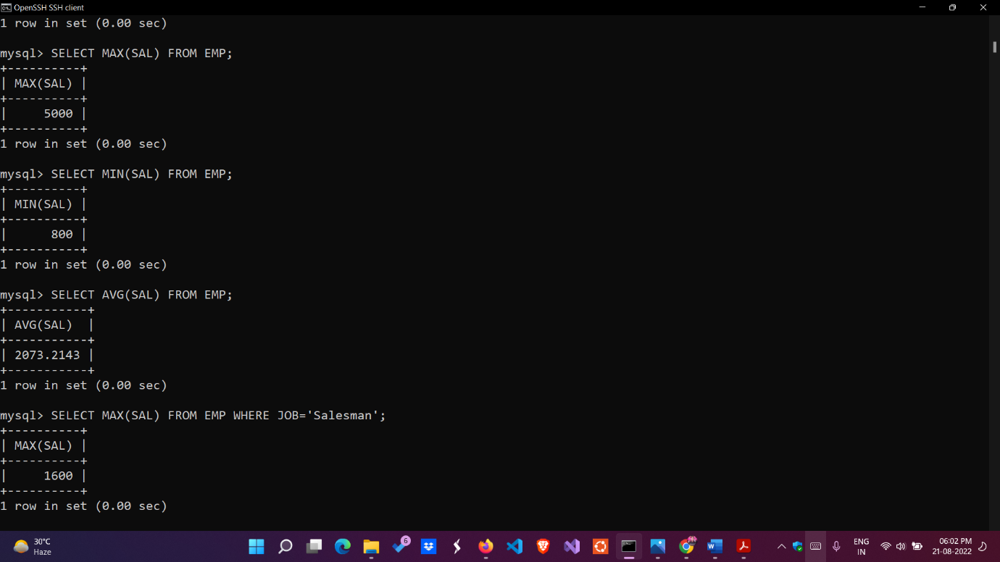 OpenSSH SSH client
1 row in set (0.00 sec)
mysql> SELECT MAX(SAL) FROM EMP;
+----------+
| MAX(SAL) |
+----------+
|     5000 |
+----------+
1 row in set (0.00 sec)
mysql> SELECT MIN(SAL) FROM EMP;
+----------+
| MIN(SAL) |
+----------+
|      800 |
+----------+
1 row in set (0.00 sec)
mysql> SELECT AVG(SAL) FROM EMP;
+-----------+
| AVG(SAL)  |
+-----------+
| 2073.2143 |
+-----------+
1 row in set (0.00 sec)
mysql> SELECT MAX(SAL) FROM EMP WHERE JOB='Salesman';
+----------+
| MAX(SAL) |
+----------+
|     1600 |
+----------+
1 row in set (0.00 sec)
30°C
Haze
6
ENG
IN
06:02 PM
21-08-2022